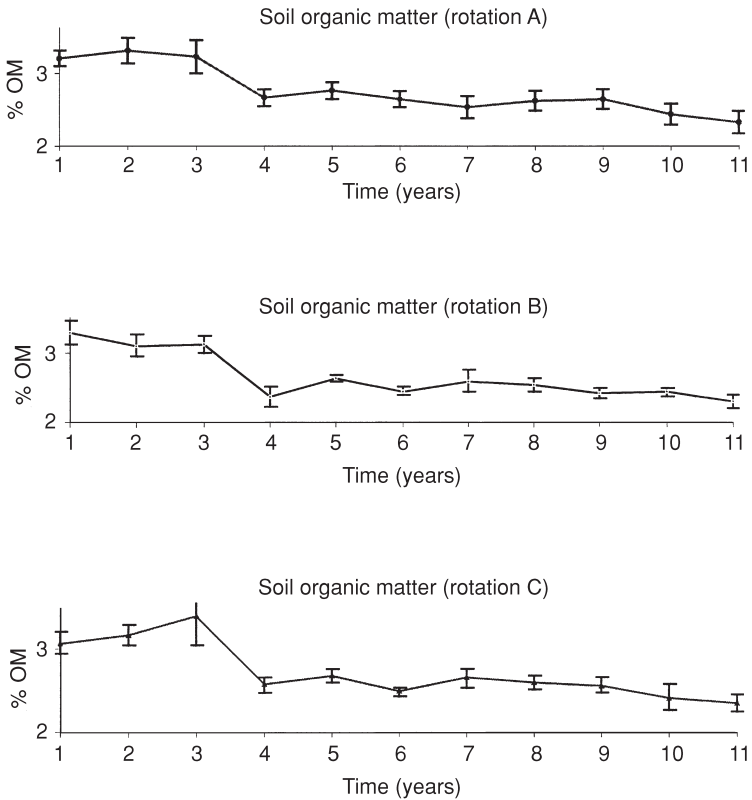 Soil organic matter (rotation A)
% OM
3
2
1 2 3 4 5 6 7 8 9 10 11
Time (years)
Soil organic matter (rotation B)
% OM
3
2
1 2 3 4 5 6 7 8 9 10 11
Time (years)
Soil organic matter (rotation C)
% OM
3
2
1 2 3 4 5 6 7 8 9 10 11
Time (years)